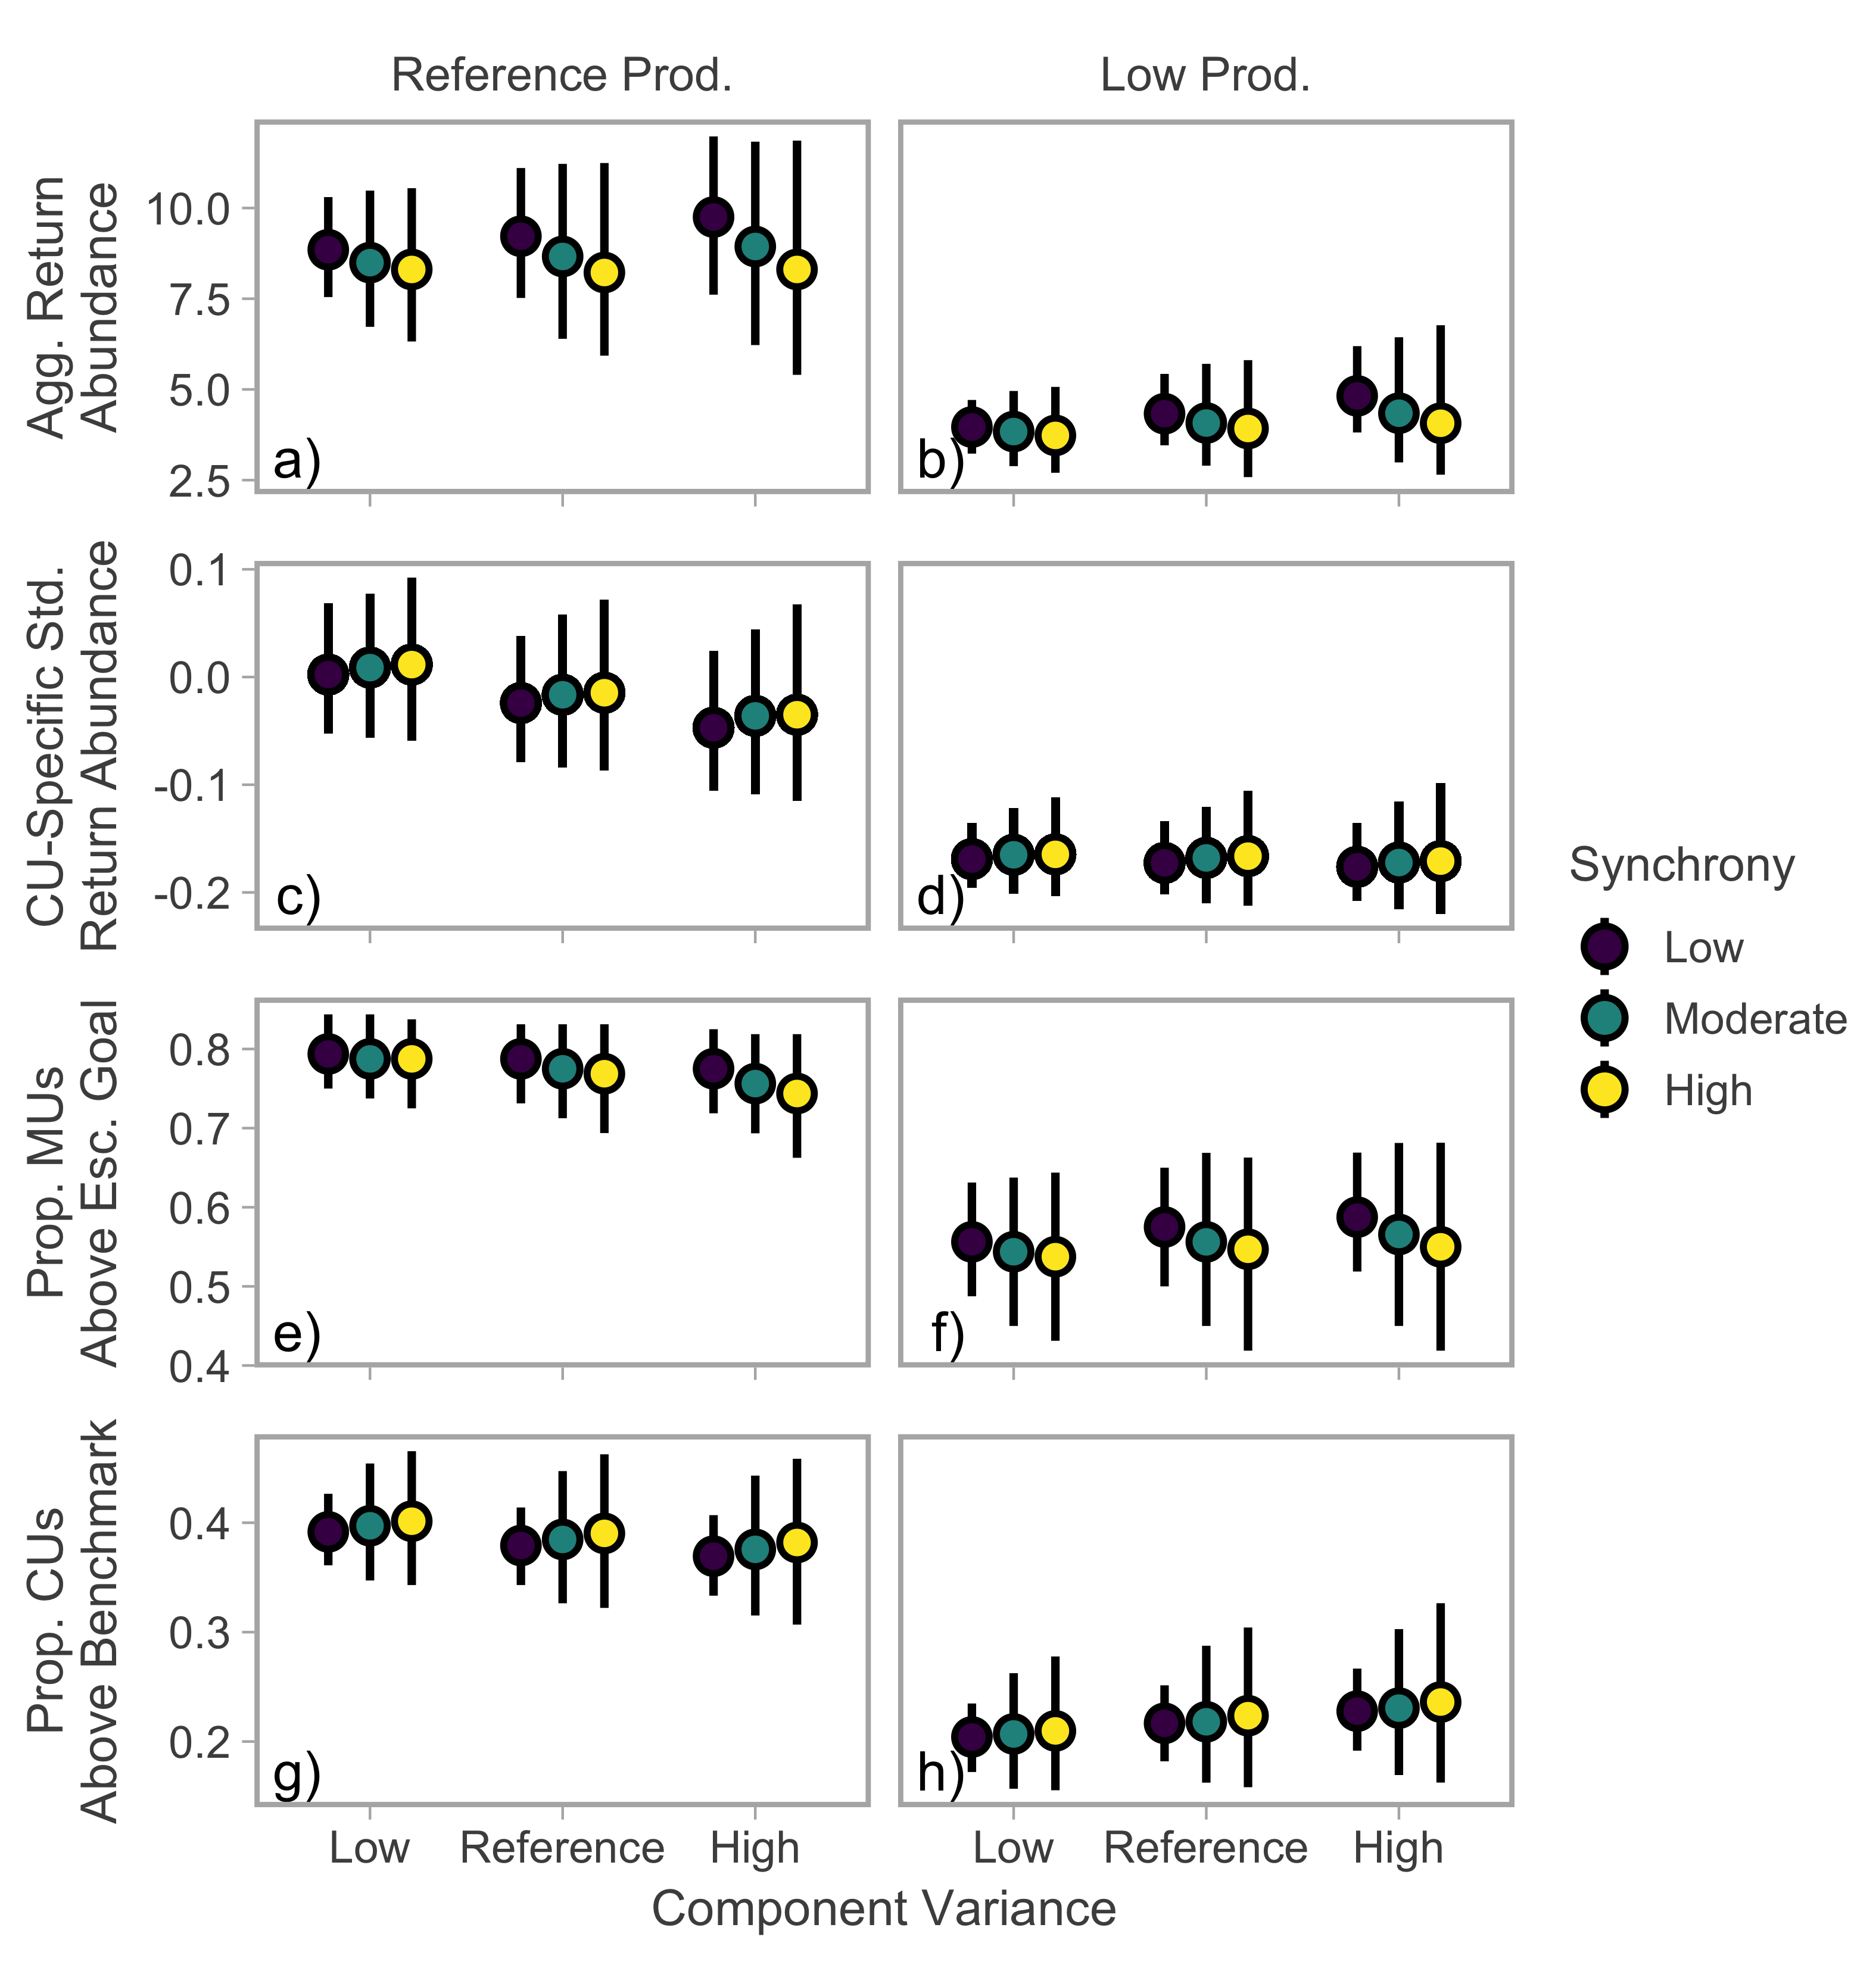 Reference Prod.
Low Prod.
Agg. Return
Abundance
10.0
7.5
5.0
2.5
a)
b)
CU-Specific Std.
Return Abundance
0.1
0.0
-0.1
-0.2
c)
d)
Prop. MUs
Above Esc. Goal
0.8
0.7
0.6
0.5
0.4
e)
f)
Prop. CUs
Above Benchmark
0.4
0.3
0.2
g)
h)
Low
Reference
High
Low
Reference
High
Component Variance
Synchrony
Low
Moderate
High